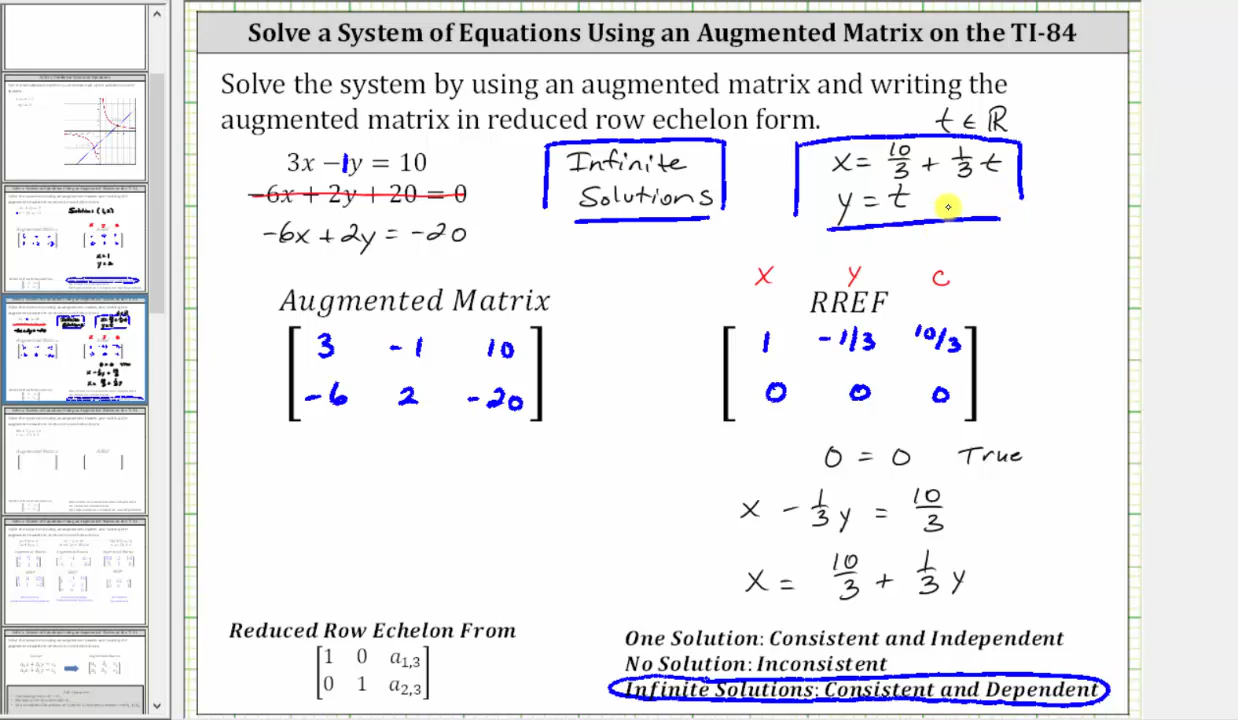 Solve a System of Equations Using an Augmented Matrix on the TI-84
Solve the system by using an augmented matrix and writing the
augmented matrix in reduced row echelon form.
t ∈ ℝ
3x − 1y = 10
−6x + 2y + 20 = 0
-6x + 2y = -20
Infinite
Solutions
x = 10/3 + 1/3 t
y = t
x y c
Augmented Matrix
RREF
3 -1 10
-6 2 -20
1 -1/3 10/3
0 0 0
0 = 0 True
x - 1/3 y = 10/3
x = 10/3 + 1/3 y
Reduced Row Echelon From
1 0 a1,3
0 1 a2,3
One Solution: Consistent and Independent
No Solution: Inconsistent
Infinite Solutions: Consistent and Dependent